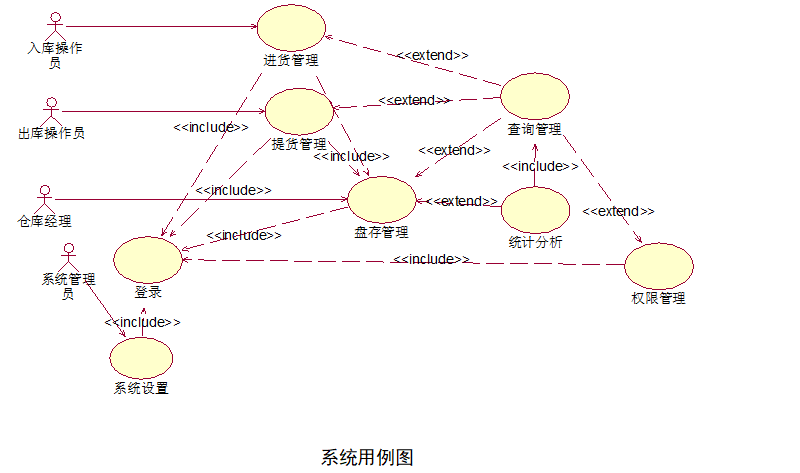 入库操作
员
进货管理
<<extend>>
出库操作员
提货管理
<<extend>>
查询管理
<<include>>
<<include>>
<<extend>>
<<include>>
仓库经理
<<include>>
盘存管理
<<extend>>
统计分析
<<extend>>
<<include>>
系统管理
员
登录
<<include>>
权限管理
<<include>>
系统设置
系统用例图